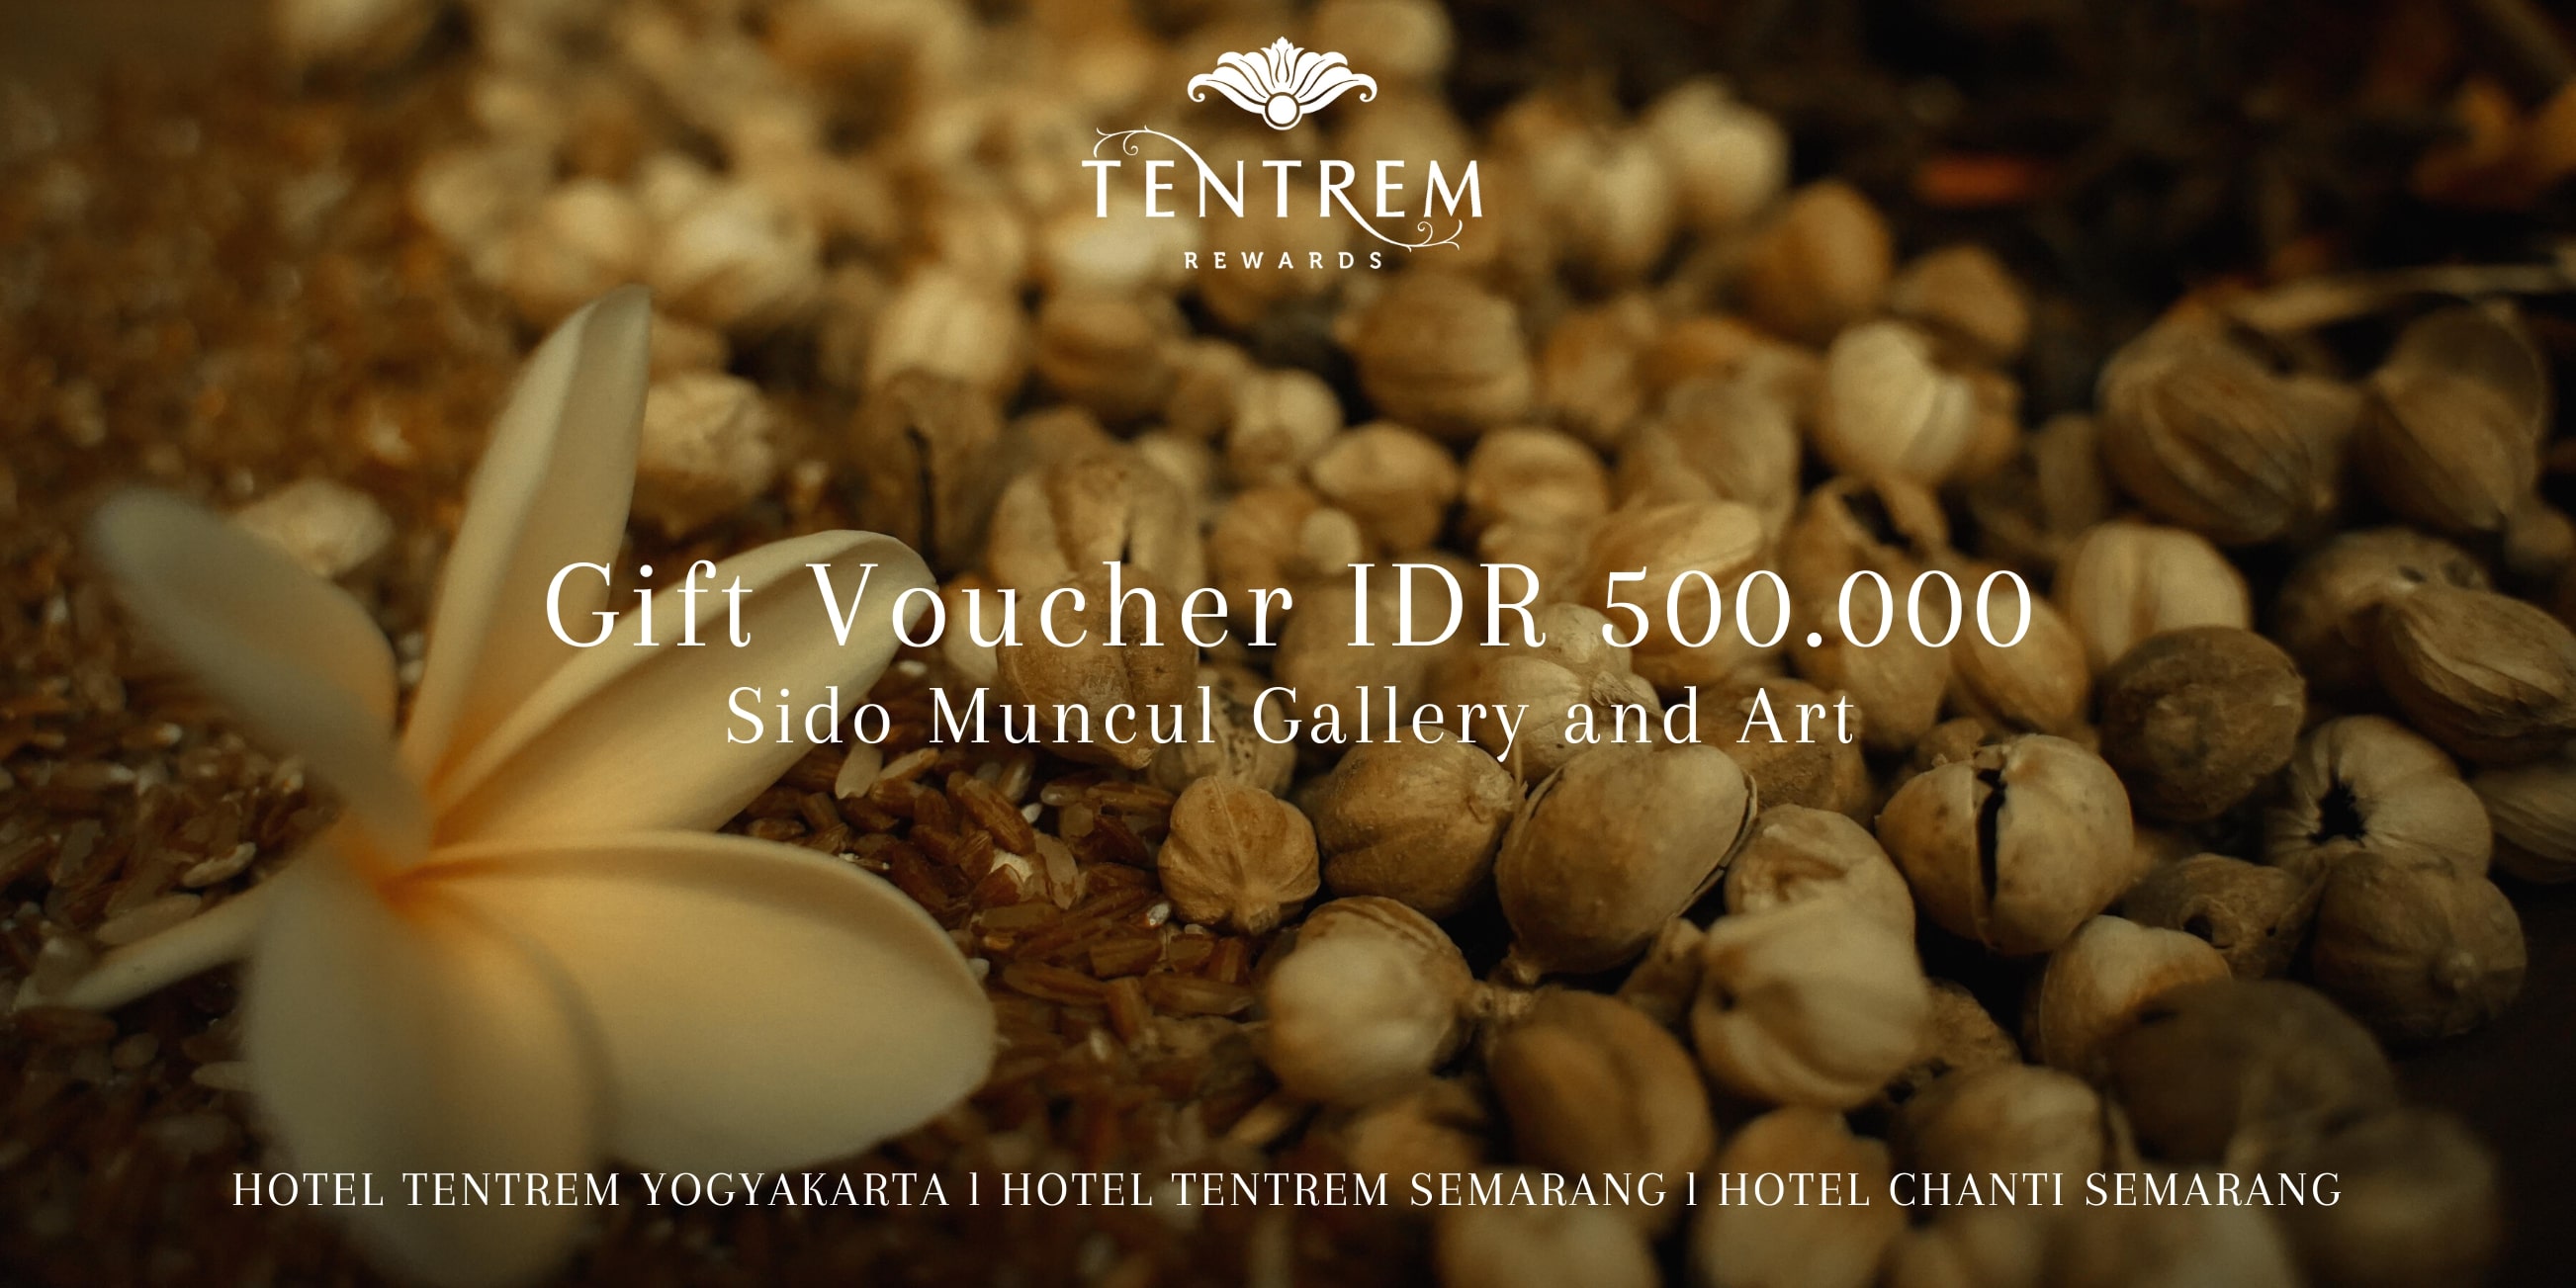 TENTREM
REWARDS
Gift Voucher IDR 500.000
Sido Muncul Gallery and Art
HOTEL TENTREM YOGYAKARTA l HOTEL TENTREM SEMARANG l HOTEL CHANTI SEMARANG